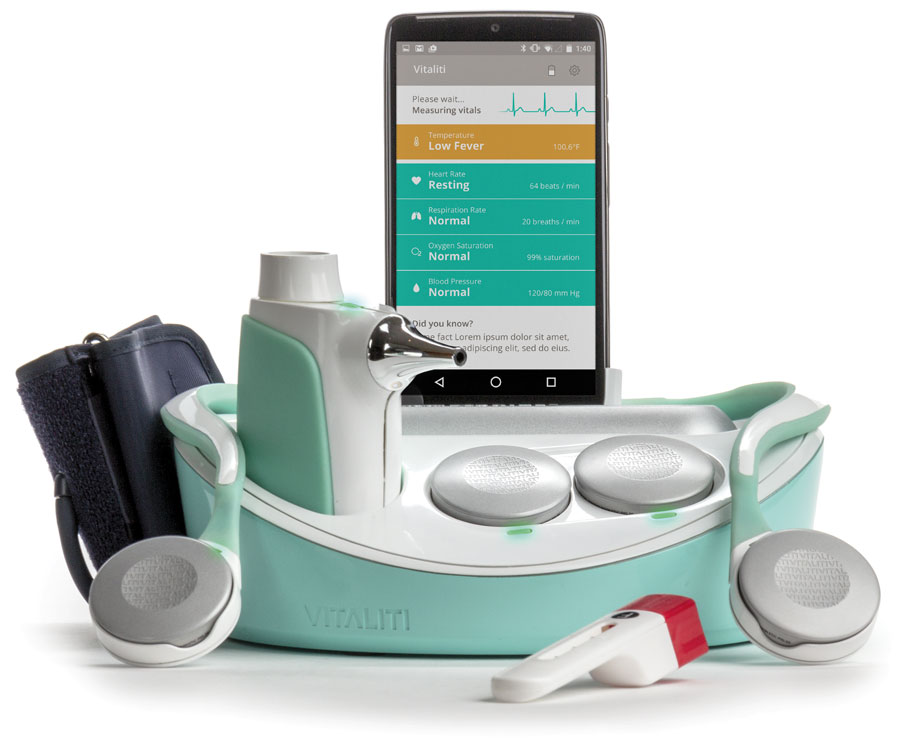 1:40
Vitaliti
Please wait...
Measuring vitals
Temperature
Low Fever
100.6°F
Heart Rate
Resting
64 beats / min
Respiration Rate
Normal
20 breaths / min
Oxygen Saturation
Normal
99% saturation
Blood Pressure
Normal
120/80 mm Hg
Did you know?
fact Lorem ipsum dolor sit amet,
adipiscing elit, sed do eius.
VITALITI